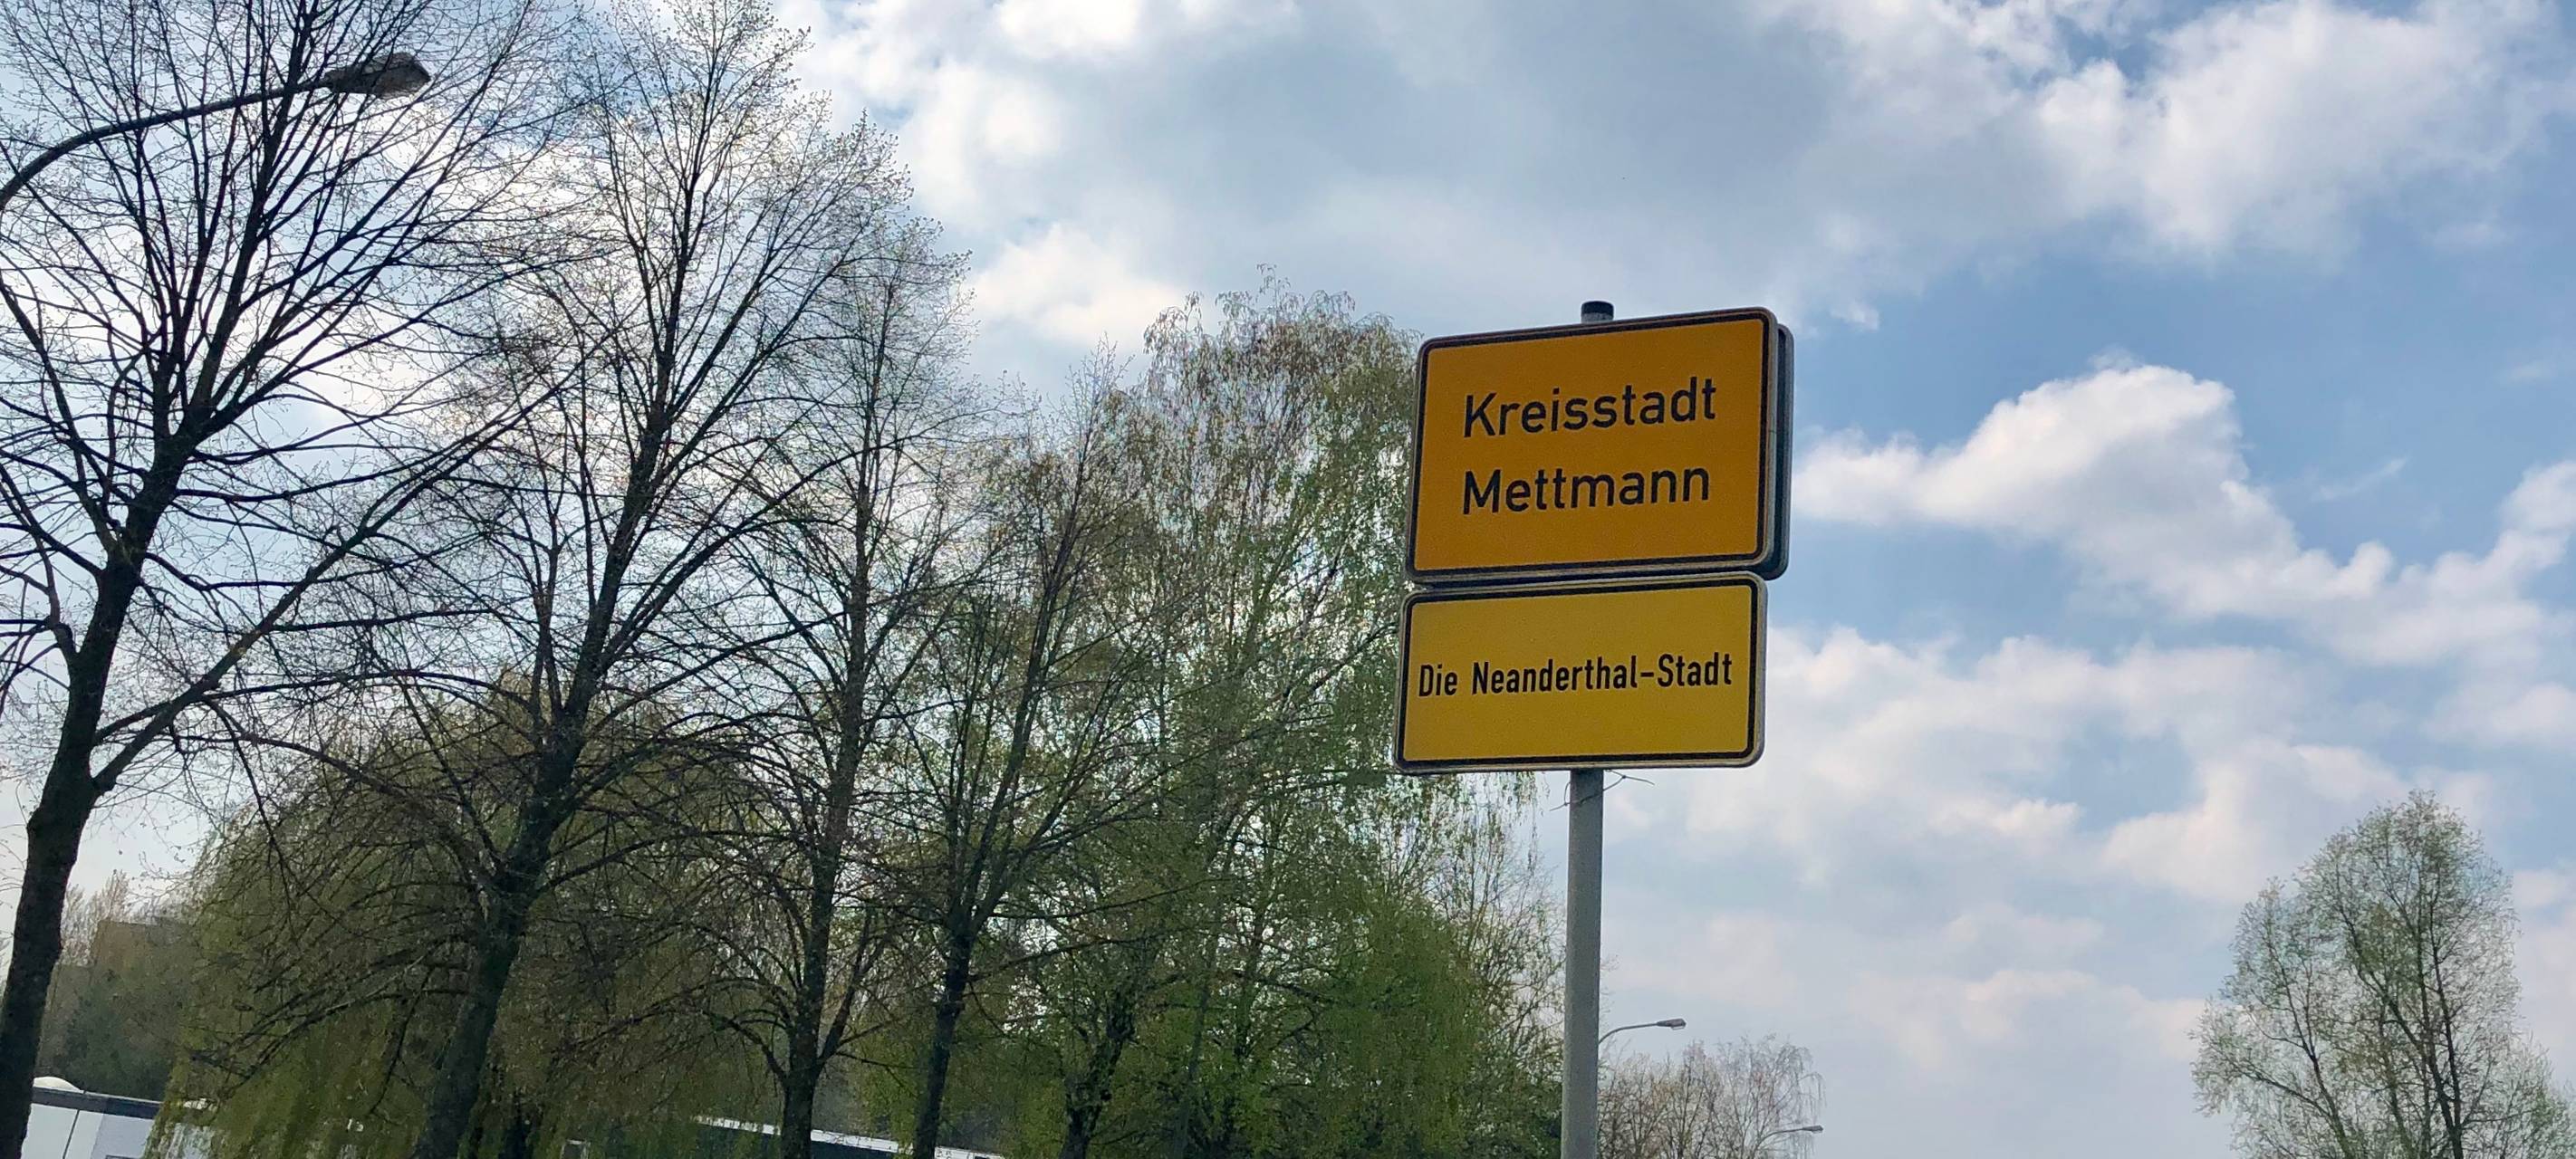 Kreisstadt
Mettmann
Die Neanderthal-Stadt